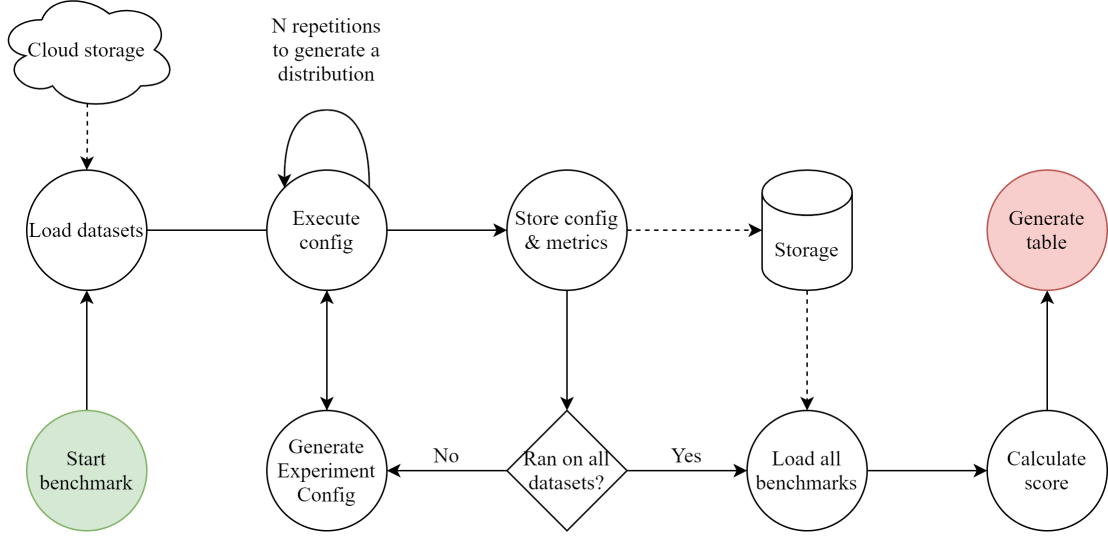 Cloud storage
N repetitions
to generate a
distribution
Load datasets
Execute
config
Store config
& metrics
Storage
Generate
table
Start
benchmark
Generate
Experiment
Config
No
Ran on all
datasets?
Yes
Load all
benchmarks
Calculate
score